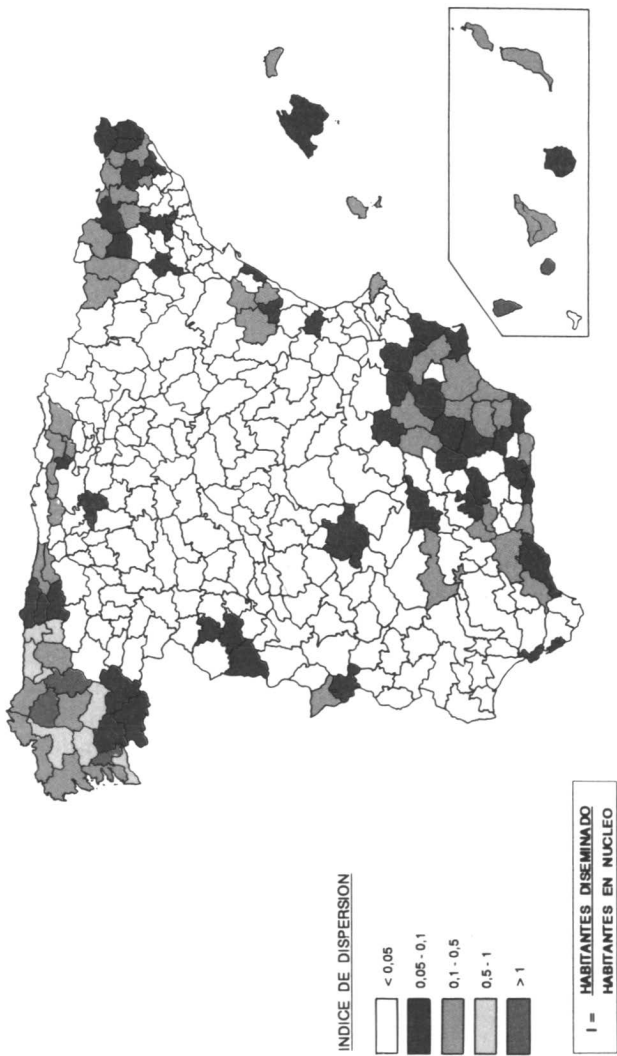 INDICE DE DISPERSION
< 0,05
0,05 - 0,1
0,1 - 0,5
0,5 - 1
> 1
I = HABITANTES DISEMINADO
HABITANTES EN NUCLEO